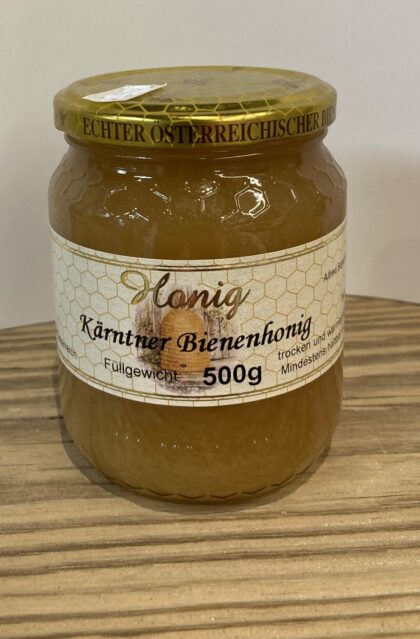 ECHTER ÖSTERREICHISCHER
Honig
Kärntner Bienenhonig
Füllgewicht: 500g
trocken und
Mindestens